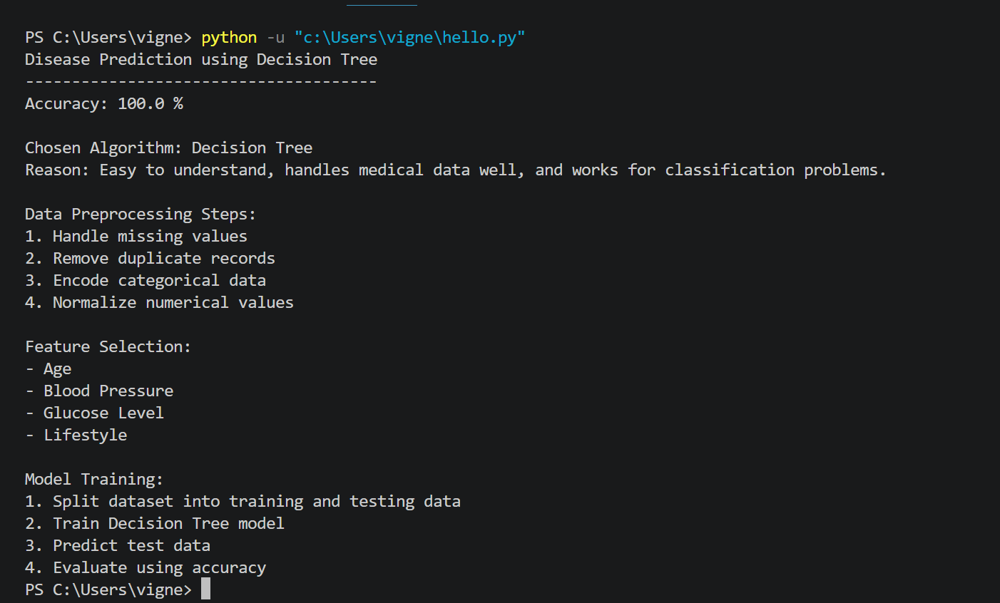 PS C:\Users\vigne> python -u "c:\Users\vigne\hello.py"
Disease Prediction using Decision Tree
--------------------------------------
Accuracy: 100.0 %
Chosen Algorithm: Decision Tree
Reason: Easy to understand, handles medical data well, and works for classification problems.
Data Preprocessing Steps:
1. Handle missing values
2. Remove duplicate records
3. Encode categorical data
4. Normalize numerical values
Feature Selection:
- Age
- Blood Pressure
- Glucose Level
- Lifestyle
Model Training:
1. Split dataset into training and testing data
2. Train Decision Tree model
3. Predict test data
4. Evaluate using accuracy
PS C:\Users\vigne>